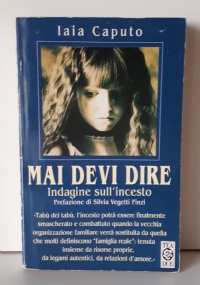 Iaia Caputo
MAI DEVI DIRE
Indagine sull'incesto
Prefazione di Silvia Vegetti Finzi
«Tabù dei tabù, l'incesto potrà essere finalmente
smascherato e combattuto quando la vecchia
organizzazione familiare verrà sostituita da quella
che molti definiscono "famiglia reale": tenuta
insieme da risorse proprie,
da legami autentici, da relazioni d'amore.»
TEA
DUE